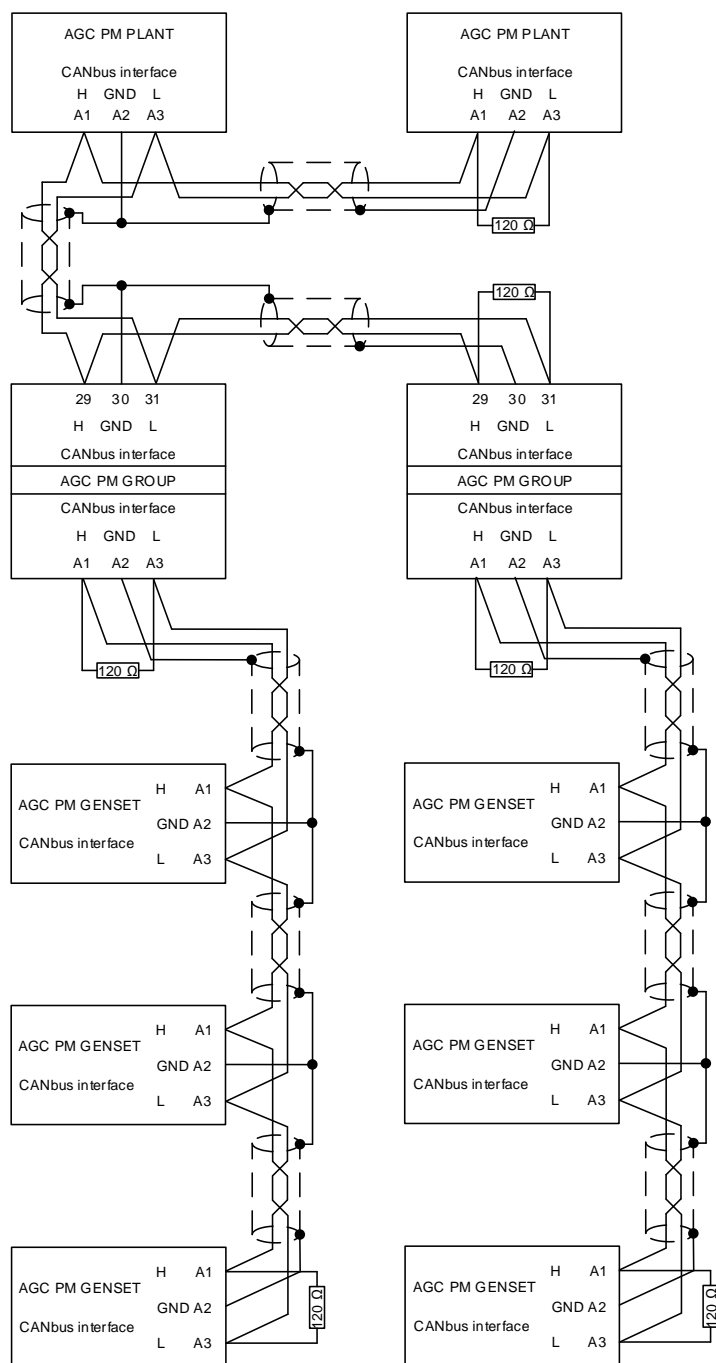 AGC PM PLANT
CANbus interface
H GND L
A1 A2 A3
AGC PM PLANT
CANbus interface
H GND L
A1 A2 A3
120 Ω
120 Ω
29 30 31
H GND L
CANbus interface
AGC PM GROUP
CANbus interface
H GND L
A1 A2 A3
120 Ω
29 30 31
H GND L
CANbus interface
AGC PM GROUP
CANbus interface
H GND L
A1 A2 A3
120 Ω
H A1
AGC PM GENSET
GND A2
CANbus interface
L A3
H A1
AGC PM GENSET
GND A2
CANbus interface
L A3
H A1
AGC PM GENSET
GND A2
CANbus interface
L A3
H A1
AGC PM GENSET
GND A2
CANbus interface
L A3
H A1
AGC PM GENSET
GND A2
CANbus interface
L A3
120 Ω
H A1
AGC PM GENSET
GND A2
CANbus interface
L A3
120 Ω